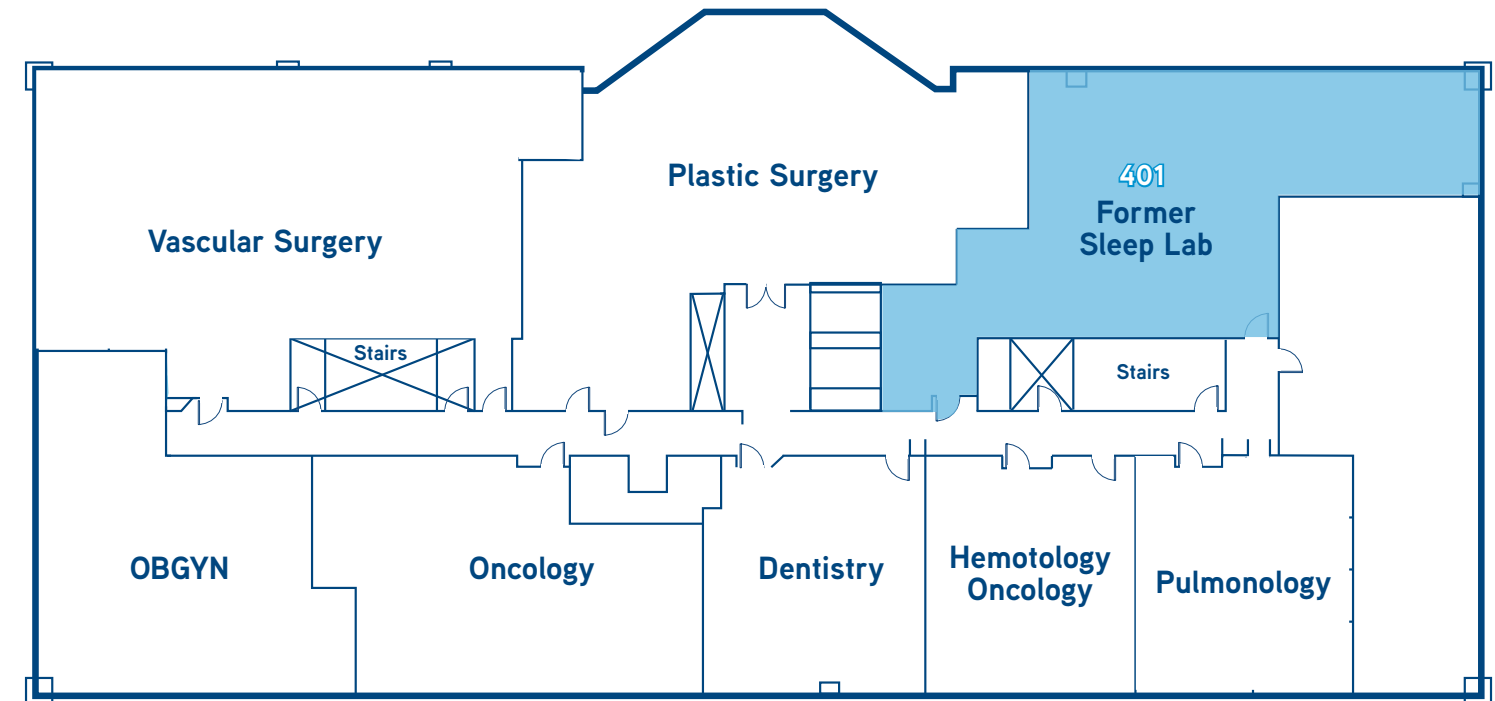 Plastic Surgery
401
Former
Sleep Lab
Vascular Surgery
Stairs
Stairs
OBGYN
Oncology
Dentistry
Hemotology
Oncology
Pulmonology